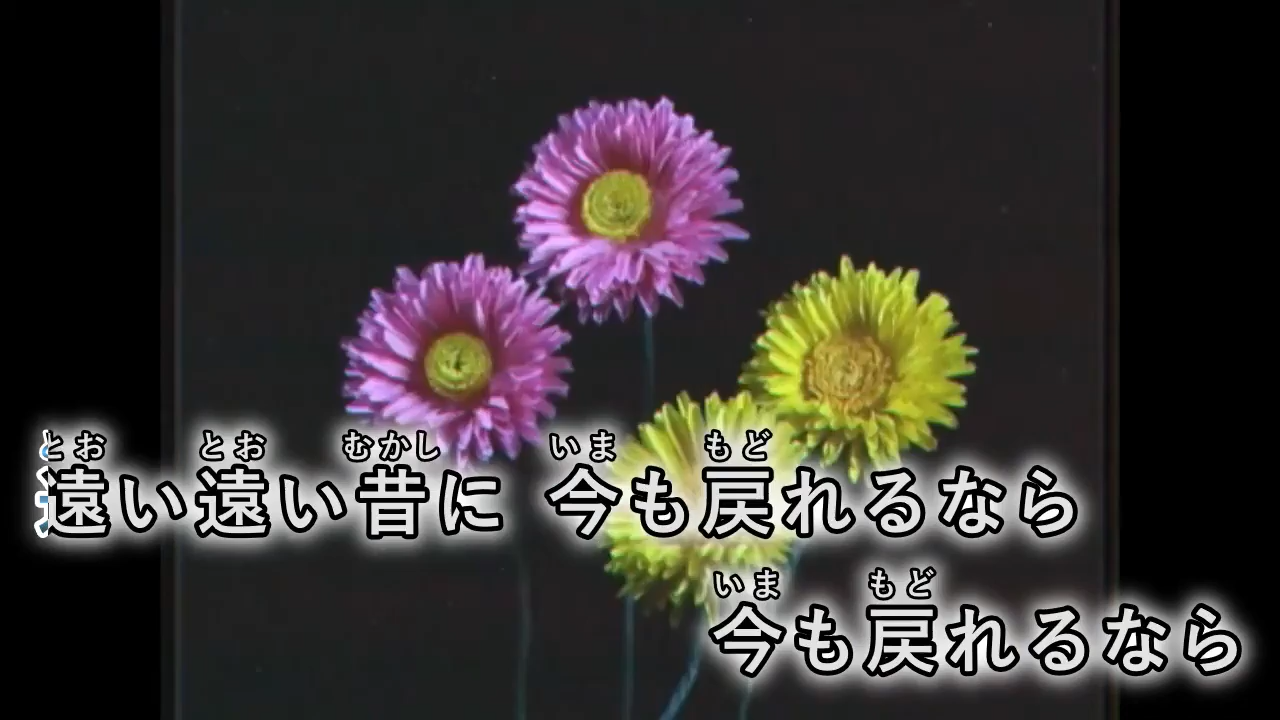 とお とお むかし いま もど
遠い遠い昔に 今も戻れるなら
いま もど
今も戻れるなら